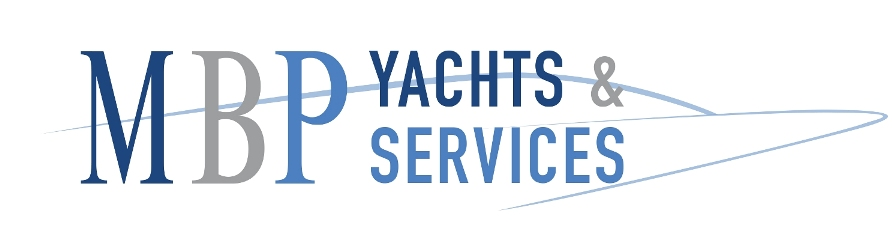 MBP YACHTS &
SERVICES